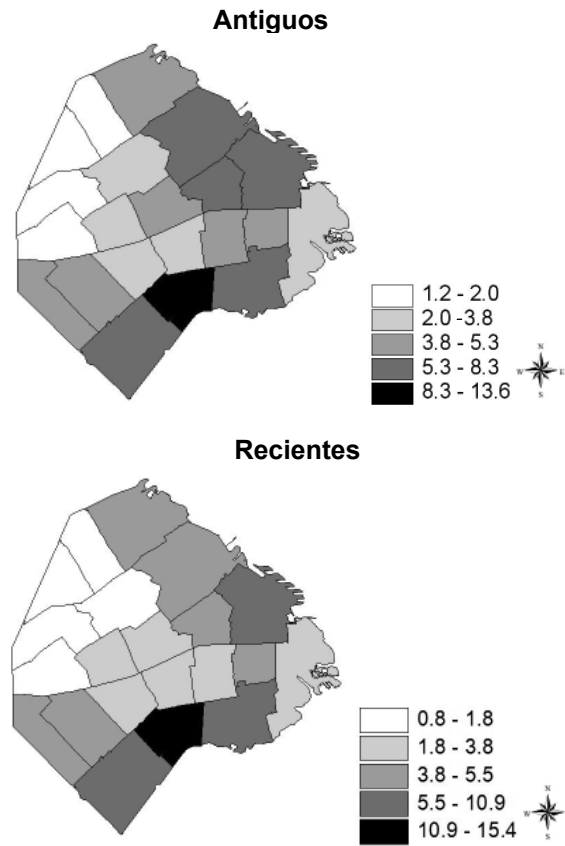 Antiguos
1.2 - 2.0
2.0 -3.8
3.8 - 5.3
5.3 - 8.3
8.3 - 13.6
N
W E
S
Recientes
0.8 - 1.8
1.8 - 3.8
3.8 - 5.5
5.5 - 10.9
10.9 - 15.4
N
W E
S